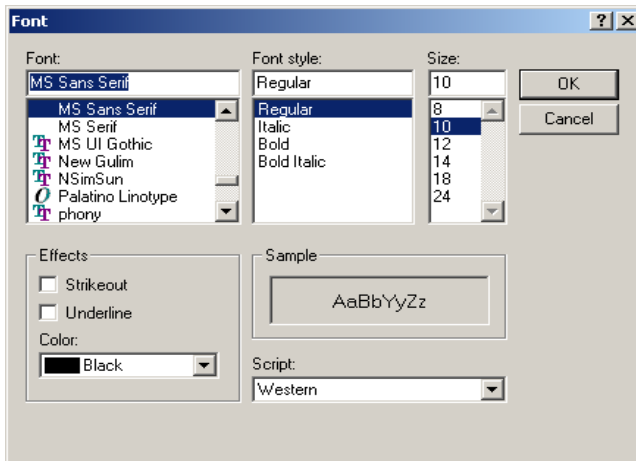 Font
Font:
MS Sans Serif
MS Sans Serif
MS Serif
MS UI Gothic
New Gulim
NSimSun
Palatino Linotype
phony
Font style:
Regular
Regular
Italic
Bold
Bold Italic
Size:
10
8
10
12
14
18
24
OK
Cancel
Effects
Strikeout
Underline
Color:
Black
Sample
AaBbYyZz
Script:
Western